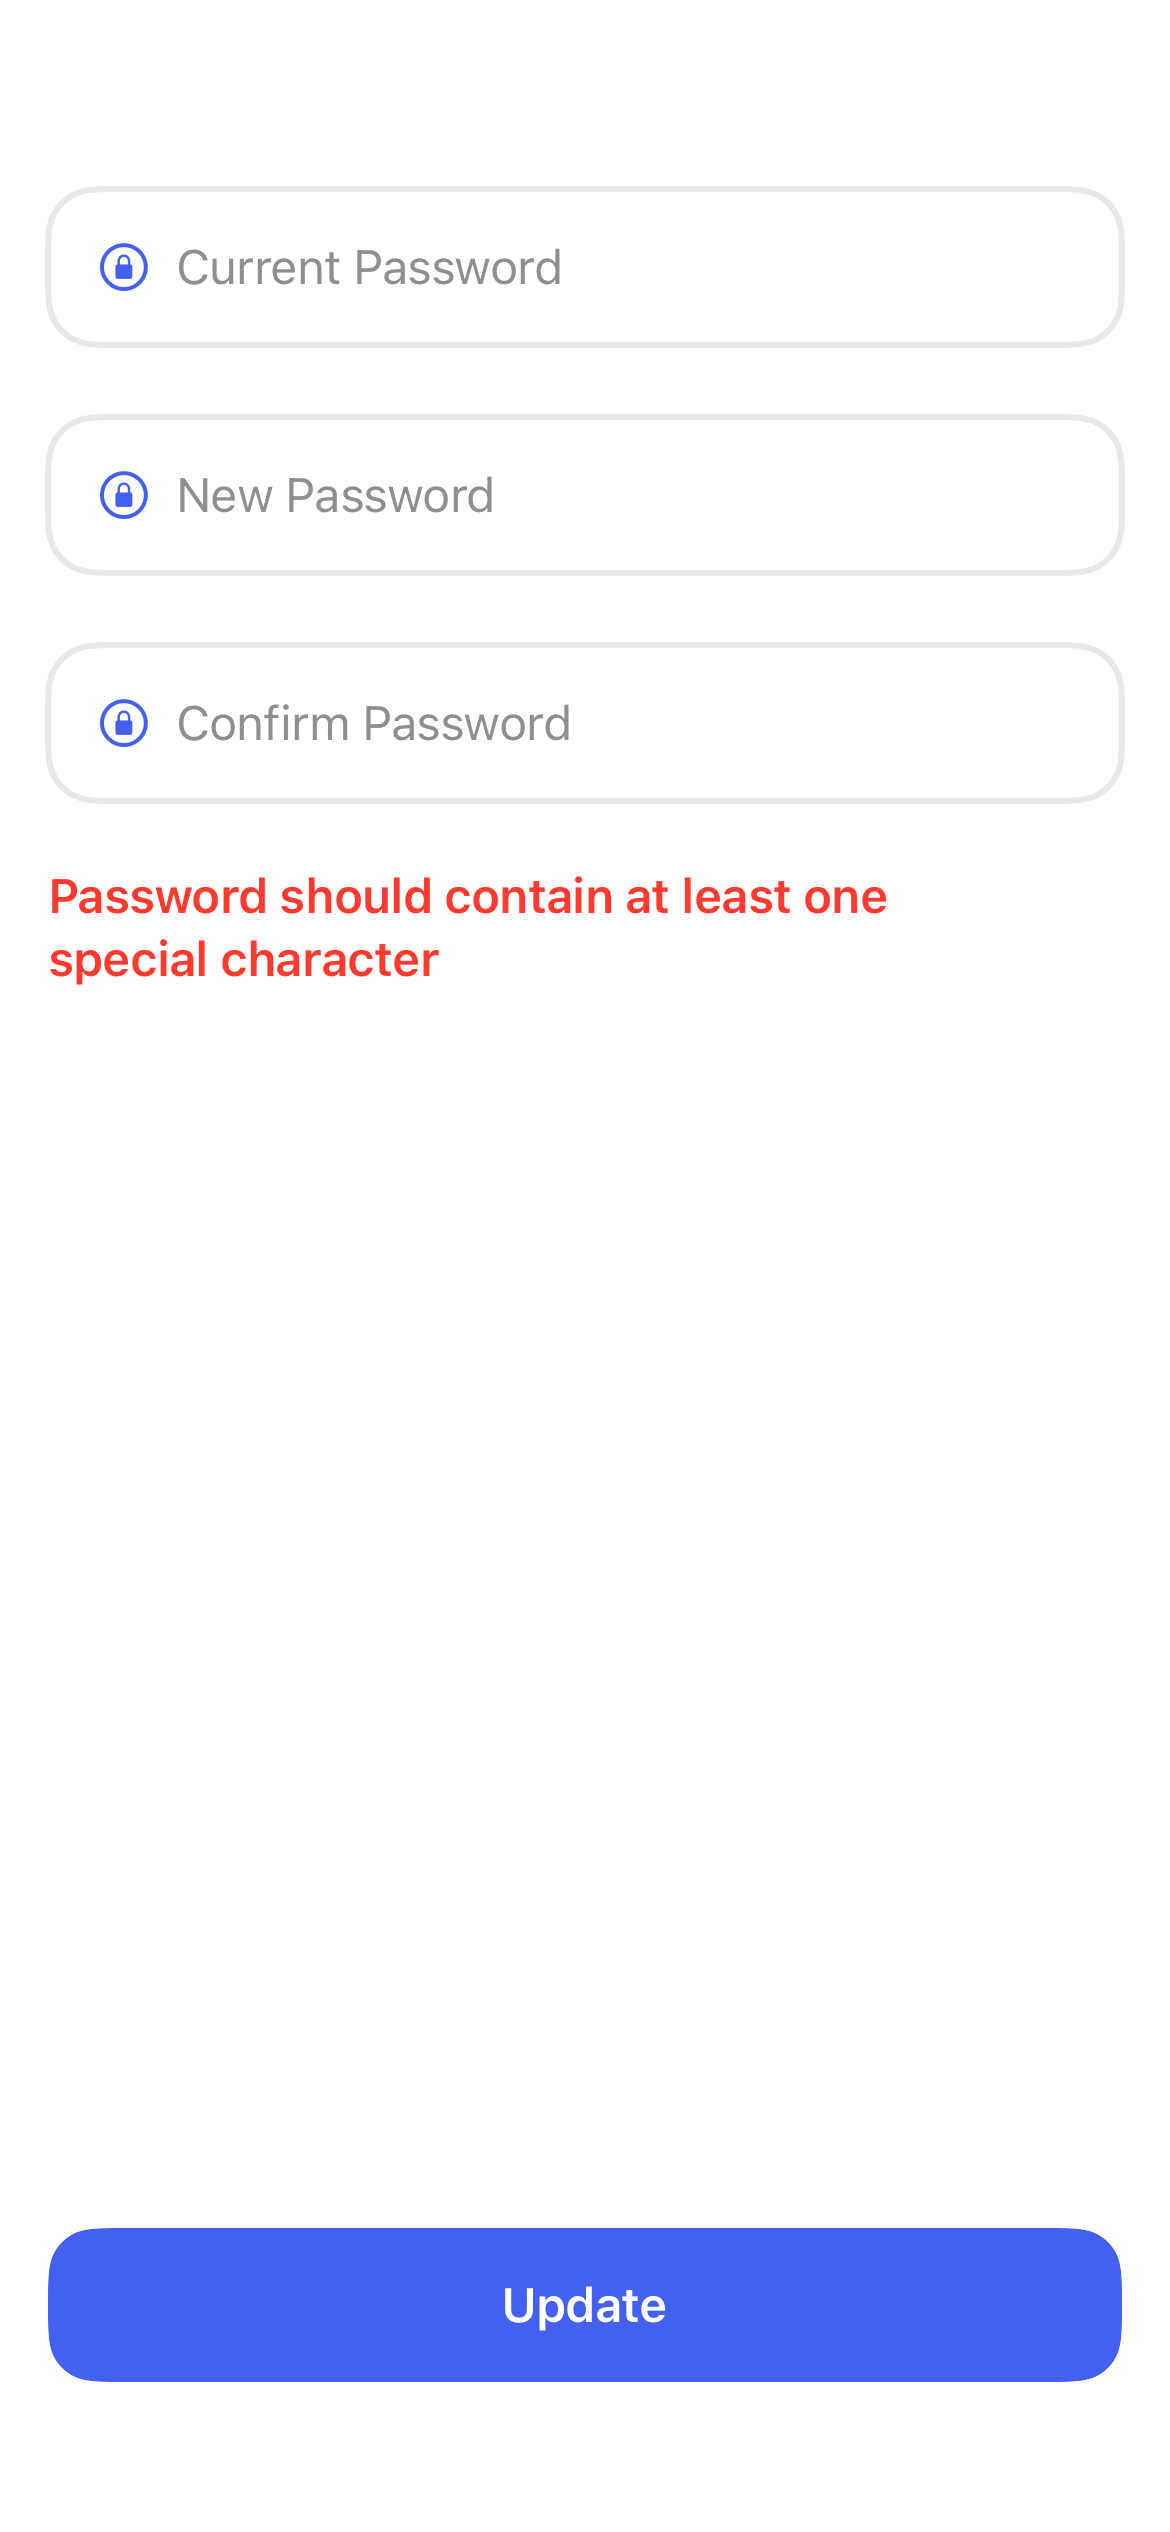 Current Password
New Password
Confirm Password
Password should contain at least one
special character
Update